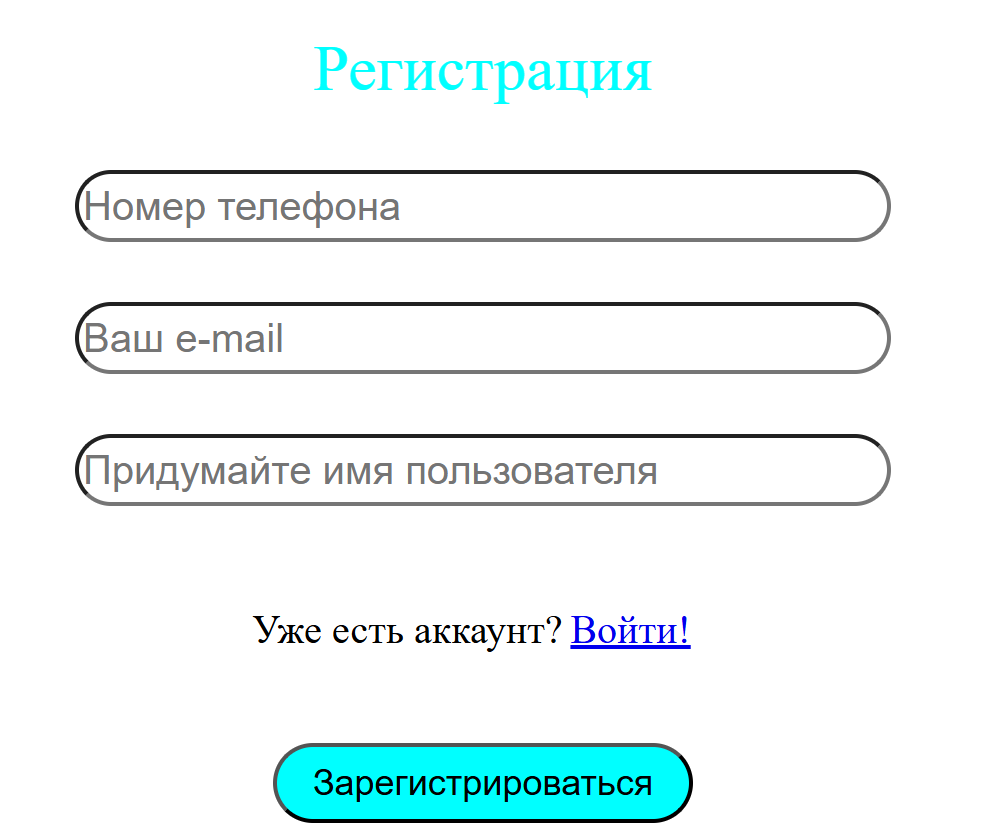 Регистрация
Номер телефона
Ваш e-mail
Придумайте имя пользователя
Уже есть аккаунт? Войти!
Зарегистрироваться